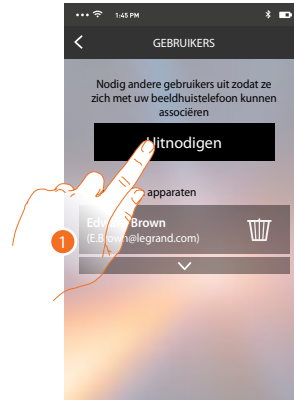 1:45 PM
GEBRUIKERS
Nodig andere gebruikers uit zodat ze
zich met uw beeldhuistelefoon kunnen
associëren
Uitnodigen
apparaten
Brown
(E.Brown@legrand.com)
1